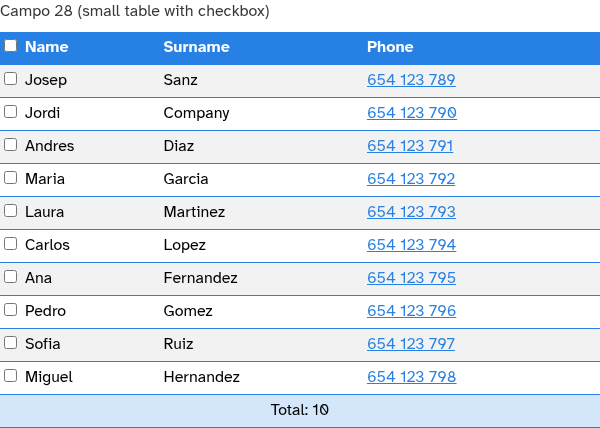 Campo 28 (small table with checkbox)
Name Surname Phone
Josep Sanz 654 123 789
Jordi Company 654 123 790
Andres Diaz 654 123 791
Maria Garcia 654 123 792
Laura Martinez 654 123 793
Carlos Lopez 654 123 794
Ana Fernandez 654 123 795
Pedro Gomez 654 123 796
Sofia Ruiz 654 123 797
Miguel Hernandez 654 123 798
Total: 10